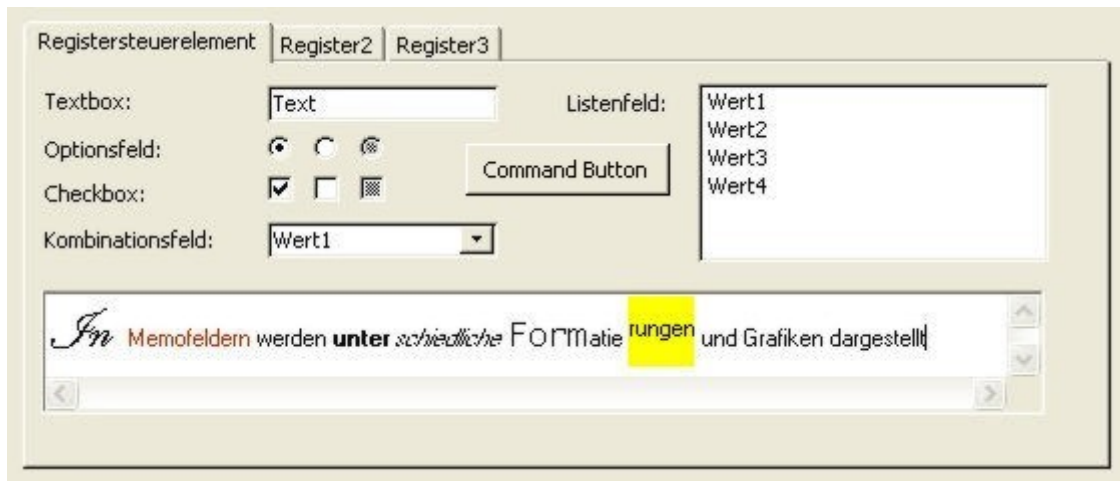 Registersteuerelement Register2 Register3
Textbox: Text Listenfeld: Wert1
Wert2
Optionsfeld: Wert3
Command Button Wert4
Checkbox:
Kombinationsfeld: Wert1
In Memofeldern werden unter schiedliche Formatie rungen und Grafiken dargestellt